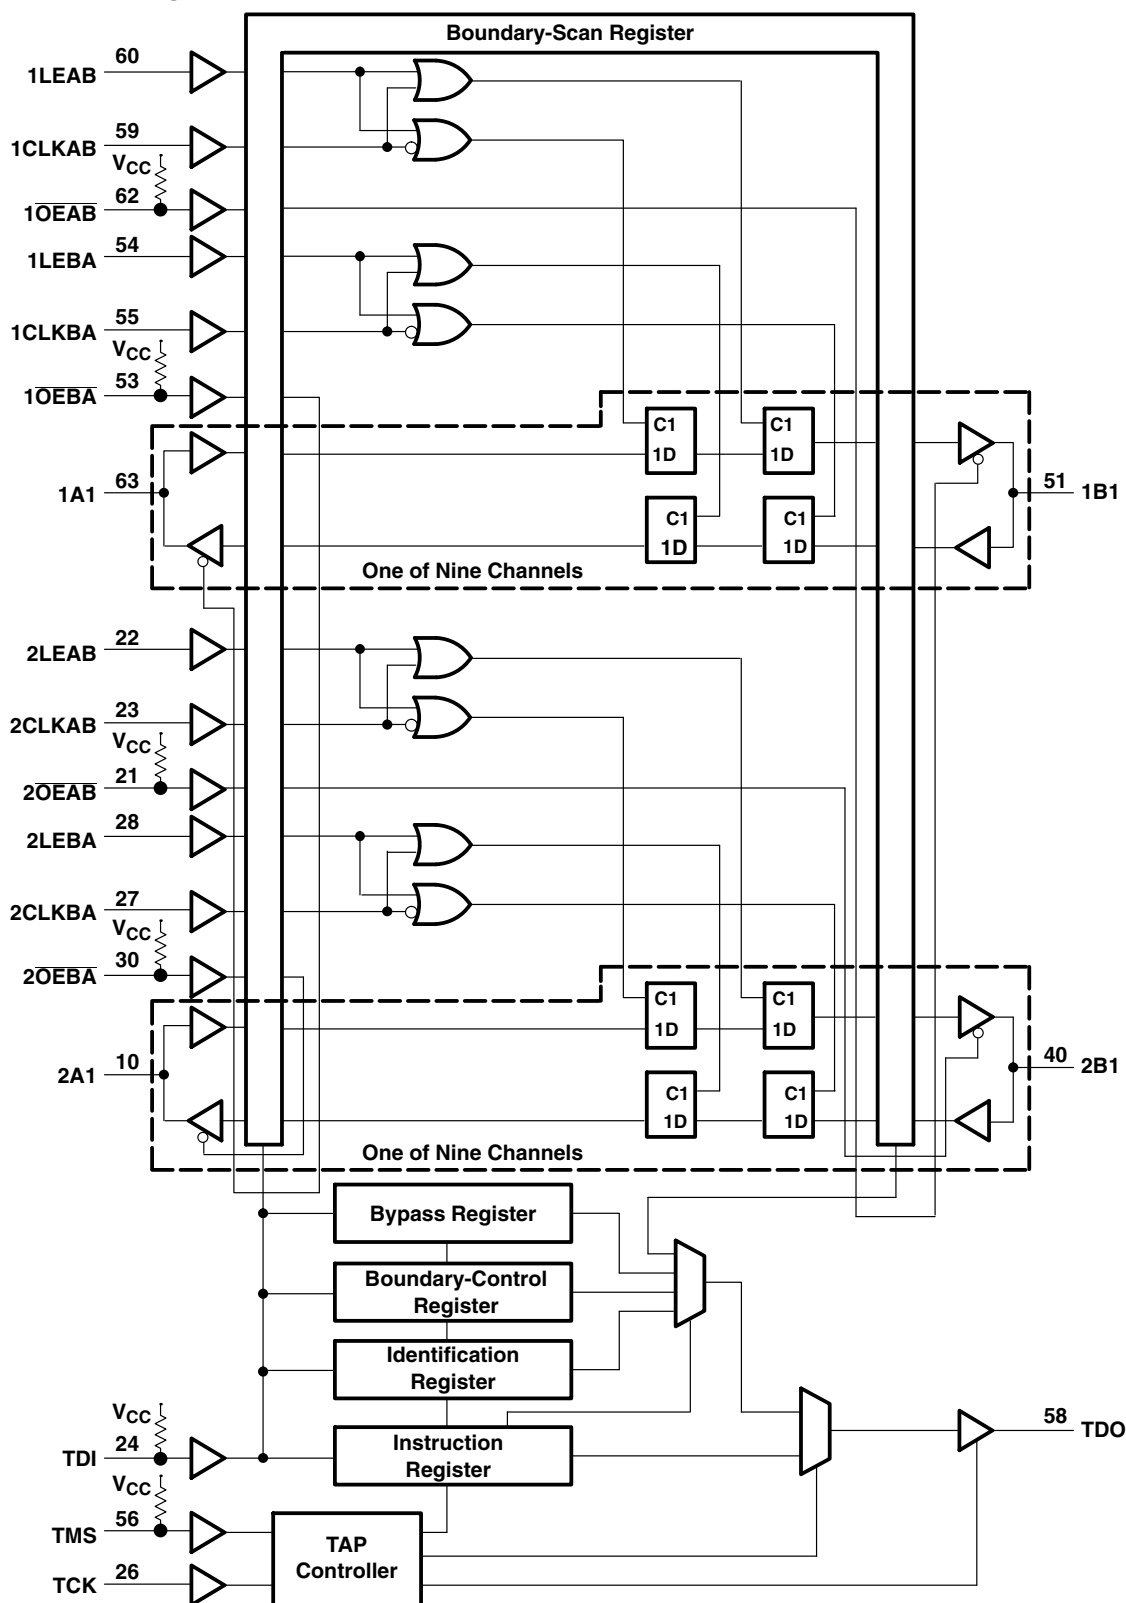 Boundary-Scan Register
60
1LEAB
59
1CLKAB
VCC
62
1OEAB
54
1LEBA
55
1CLKBA
VCC
53
1OEBA
C1
1D
C1
1D
63
1A1
51
1B1
C1
1D
C1
1D
One of Nine Channels
22
2LEAB
23
2CLKAB
VCC
21
2OEAB
28
2LEBA
27
2CLKBA
VCC
30
2OEBA
C1
1D
C1
1D
10
2A1
40
2B1
C1
1D
C1
1D
One of Nine Channels
Bypass Register
Boundary-Control
Register
Identification
Register
VCC
24
TDI
Instruction
Register
58
TDO
VCC
56
TMS
TAP
Controller
26
TCK